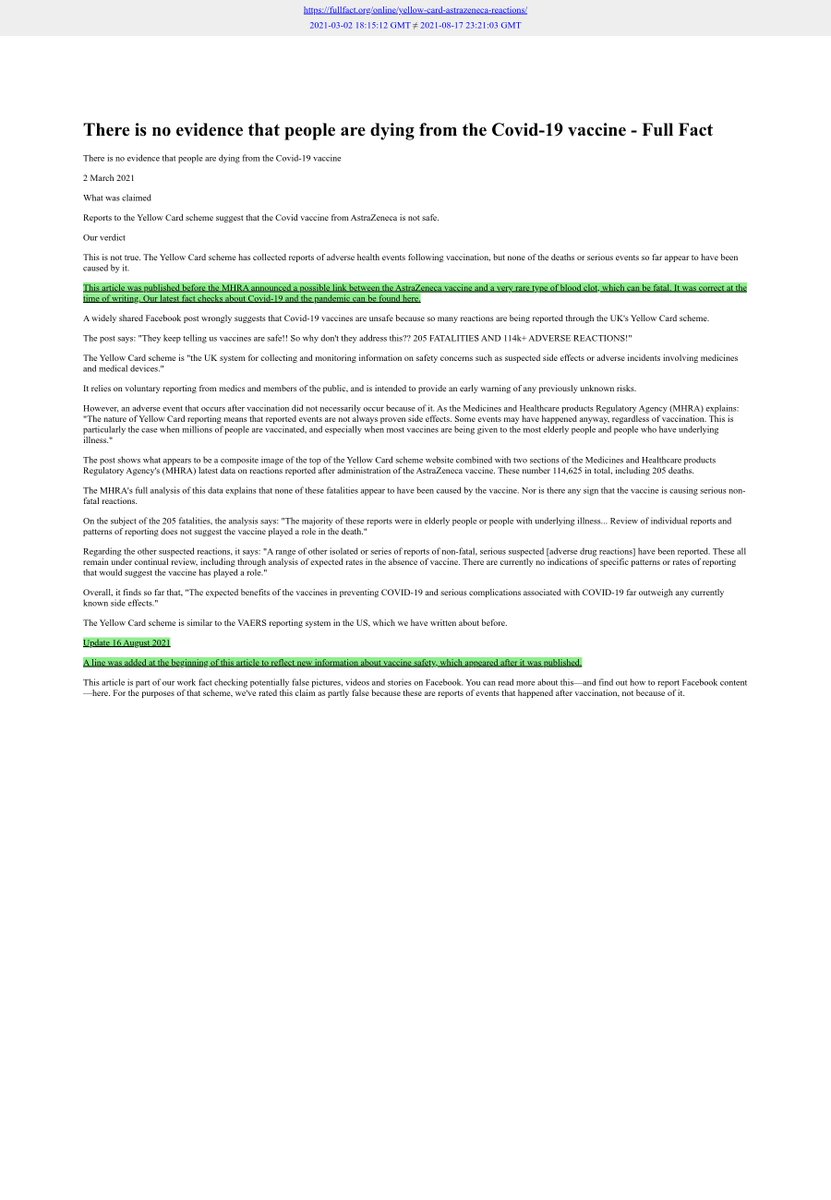 https://fullfact.org/online/yellow-card-astrazeneca-reactions/
2021-03-02 18:15:12 GMT ≠ 2021-08-17 23:21:03 GMT
There is no evidence that people are dying from the Covid-19 vaccine - Full Fact
There is no evidence that people are dying from the Covid-19 vaccine
2 March 2021
What was claimed
Reports to the Yellow Card scheme suggest that the Covid vaccine from AstraZeneca is not safe.
Our verdict
This is not true. The Yellow Card scheme has collected reports of adverse health events following vaccination, but none of the deaths or serious events so far appear to have been
caused by it.
This article was published before the MHRA announced a possible link between the AstraZeneca vaccine and a very rare type of blood clot, which can be fatal. It was correct at the
time of writing. Our latest fact checks about Covid-19 and the pandemic can be found here.
A widely shared Facebook post wrongly suggests that Covid-19 vaccines are unsafe because so many reactions are being reported through the UK's Yellow Card scheme.
The post says: "They keep telling us vaccines are safe!! So why don't they address this?? 205 FATALITIES AND 114k+ ADVERSE REACTIONS!"
The Yellow Card scheme is "the UK system for collecting and monitoring information on safety concerns such as suspected side effects or adverse incidents involving medicines
and medical devices."
It relies on voluntary reporting from medics and members of the public, and is intended to provide an early warning of any previously unknown risks.
However, an adverse event that occurs after vaccination did not necessarily occur because of it. As the Medicines and Healthcare products Regulatory Agency (MHRA) explains:
"The nature of Yellow Card reporting means that reported events are not always proven side effects. Some events may have happened anyway, regardless of vaccination. This is
particularly the case when millions of people are vaccinated, and especially when most vaccines are being given to the most elderly people and people who have underlying
illness."
The post shows what appears to be a composite image of the top of the Yellow Card scheme website combined with two sections of the Medicines and Healthcare products
Regulatory Agency's (MHRA) latest data on reactions reported after administration of the AstraZeneca vaccine. These number 114,625 in total, including 205 deaths.
The MHRA's full analysis of this data explains that none of these fatalities appear to have been caused by the vaccine. Nor is there any sign that the vaccine is causing serious non-
fatal reactions.
On the subject of the 205 fatalities, the analysis says: "The majority of these reports were in elderly people or people with underlying illness... Review of individual reports and
patterns of reporting does not suggest the vaccine played a role in the death."
Regarding the other suspected reactions, it says: "A range of other isolated or series of reports of non-fatal, serious suspected [adverse drug reactions] have been reported. These all
remain under continual review, including through analysis of expected rates in the absence of vaccine. There are currently no indications of specific patterns or rates of reporting
that would suggest the vaccine has played a role."
Overall, it finds so far that, "The expected benefits of the vaccines in preventing COVID-19 and serious complications associated with COVID-19 far outweigh any currently
known side effects."
The Yellow Card scheme is similar to the VAERS reporting system in the US, which we have written about before.
Update 16 August 2021
A line was added at the beginning of this article to reflect new information about vaccine safety, which appeared after it was published.
This article is part of our work fact checking potentially false pictures, videos and stories on Facebook. You can read more about this—and find out how to report Facebook content
—here. For the purposes of that scheme, we've rated this claim as partly false because these are reports of events that happened after vaccination, not because of it.